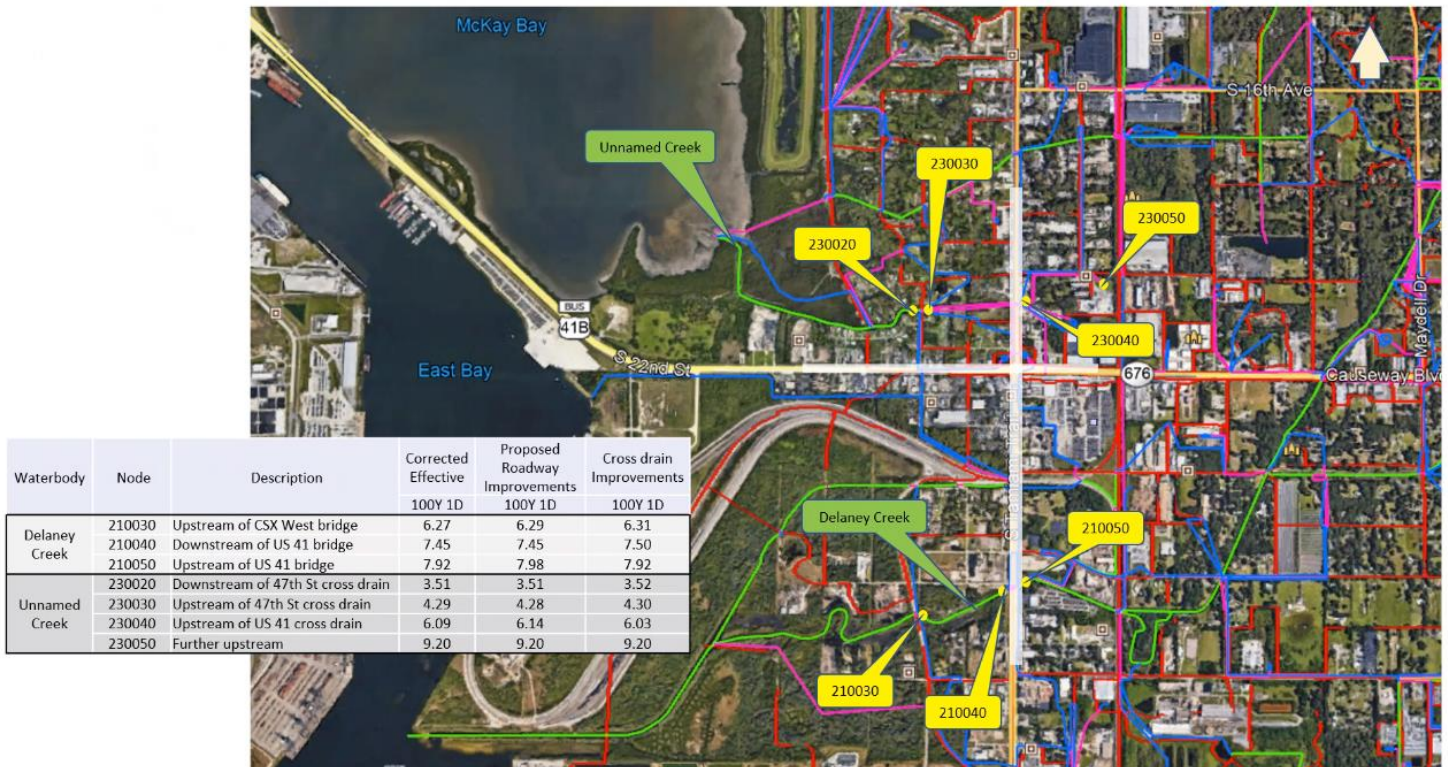 McKay Bay
S 16th Ave
Unnamed Creek
230030
230050
230020
BUS
41B
230040
Maydell Dr
S 22nd St
East Bay
676
Causeway Blvd
Waterbody Node Description Corrected Effective Proposed Roadway Improvements Cross drain Improvements
100Y 1D 100Y 1D 100Y 1D
Delaney Creek
210030 Upstream of CSX West bridge 6.27 6.29 6.31
210040 Downstream of US 41 bridge 7.45 7.45 7.50
210050 Upstream of US 41 bridge 7.92 7.98 7.92
Unnamed Creek
230020 Downstream of 47th St cross drain 3.51 3.51 3.52
230030 Upstream of 47th St cross drain 4.29 4.28 4.30
230040 Upstream of US 41 cross drain 6.09 6.14 6.03
230050 Further upstream 9.20 9.20 9.20
Delaney Creek
210050
210030
210040